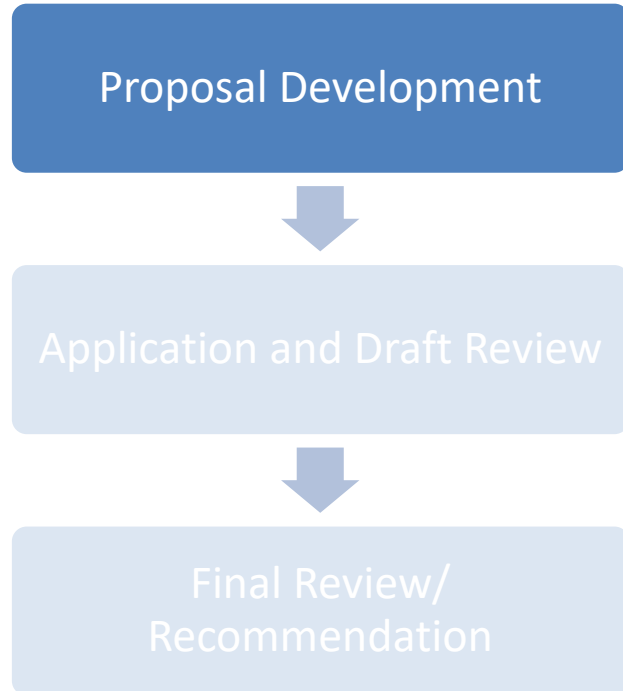 Proposal Development
Application and Draft Review
Final Review/
Recommendation